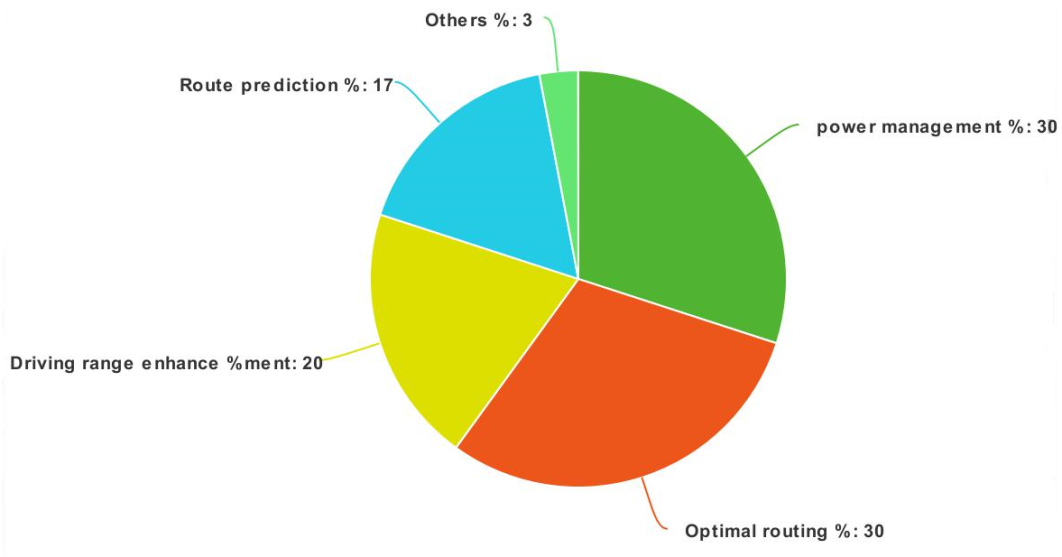 Others %: 3
Route prediction %: 17
power management %: 30
Driving range enhance %ment: 20
Optimal routing %: 30